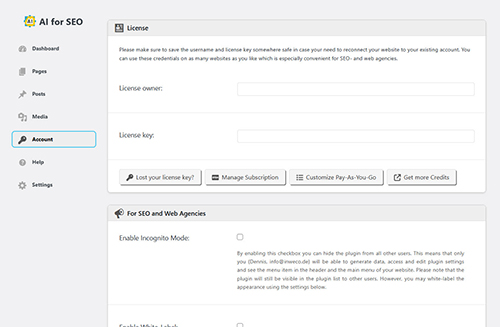 AI for SEO
Dashboard
Pages
Posts
Media
Account
Help
Settings
License
Please make sure to save the username and license key somewhere safe in case your need to reconnect your website to your existing account. You
can use these credentials on as many websites as you like which is especially convenient for SEO- and web agencies.
License owner:
License key:
Lost your license key?
Manage Subscription
Customize Pay-As-You-Go
Get more Credits
For SEO and Web Agencies
Enable Incognito Mode:
By enabling this checkbox you can hide the plugin from all other users. This means that only
you (Dennis, info@inweco.de) will be able to generate data, access and edit plugin settings
and see the menu item in the header and the main menu of your website. Please note that the
plugin will still be visible in the plugin list to other users. However, you may white-label the
appearance using the settings below.
Enable White-Label: